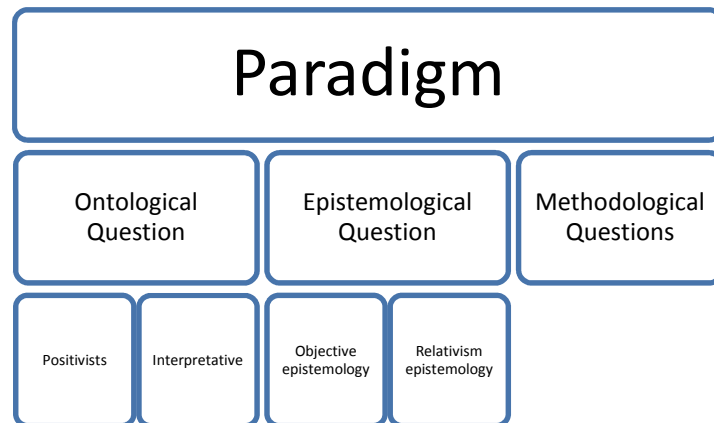 Paradigm
Ontological
Question
Epistemological
Question
Methodological
Questions
Positivists
Interpretative
Objective
epistemology
Relativism
epistemology